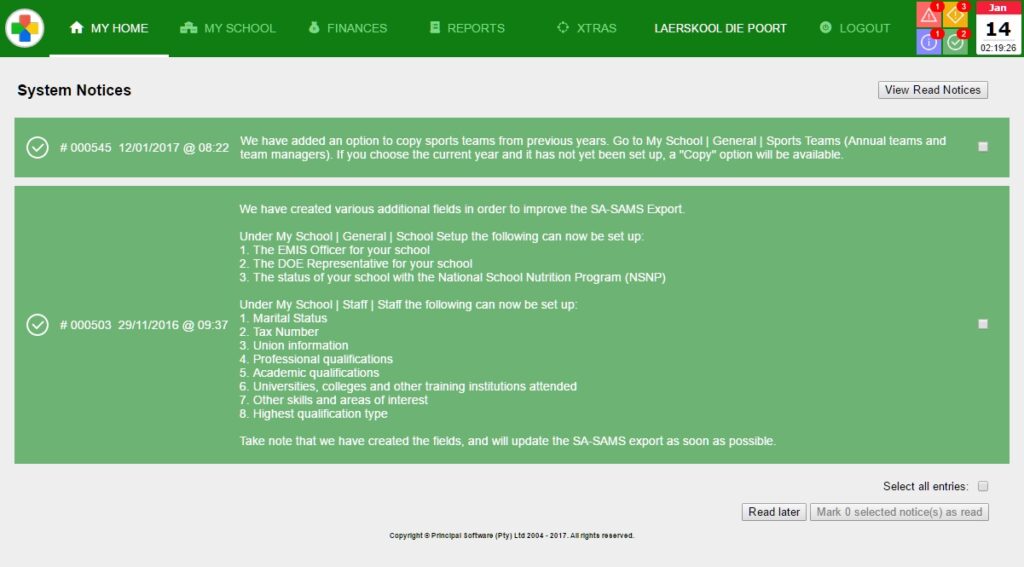 MY HOME
MY SCHOOL
FINANCES
REPORTS
XTRAS
LAERSKOOL DIE POORT
LOGOUT
1
3
1
2
Jan
14
02:19:26
System Notices
View Read Notices
# 000545 12/01/2017 @ 08:22
We have added an option to copy sports teams from previous years. Go to My School | General | Sports Teams (Annual teams and
team managers). If you choose the current year and it has not yet been set up, a "Copy" option will be available.
# 000503 29/11/2016 @ 09:37
We have created various additional fields in order to improve the SA-SAMS Export.
Under My School | General | School Setup the following can now be set up:
1. The EMIS Officer for your school
2. The DOE Representative for your school
3. The status of your school with the National School Nutrition Program (NSNP)
Under My School | Staff | Staff the following can now be set up:
1. Marital Status
2. Tax Number
3. Union information
4. Professional qualifications
5. Academic qualifications
6. Universities, colleges and other training institutions attended
7. Other skills and areas of interest
8. Highest qualification type
Take note that we have created the fields, and will update the SA-SAMS export as soon as possible.
Select all entries:
Read later
Mark 0 selected notice(s) as read
Copyright © Principal Software (Pty) Ltd 2004 - 2017. All rights reserved.